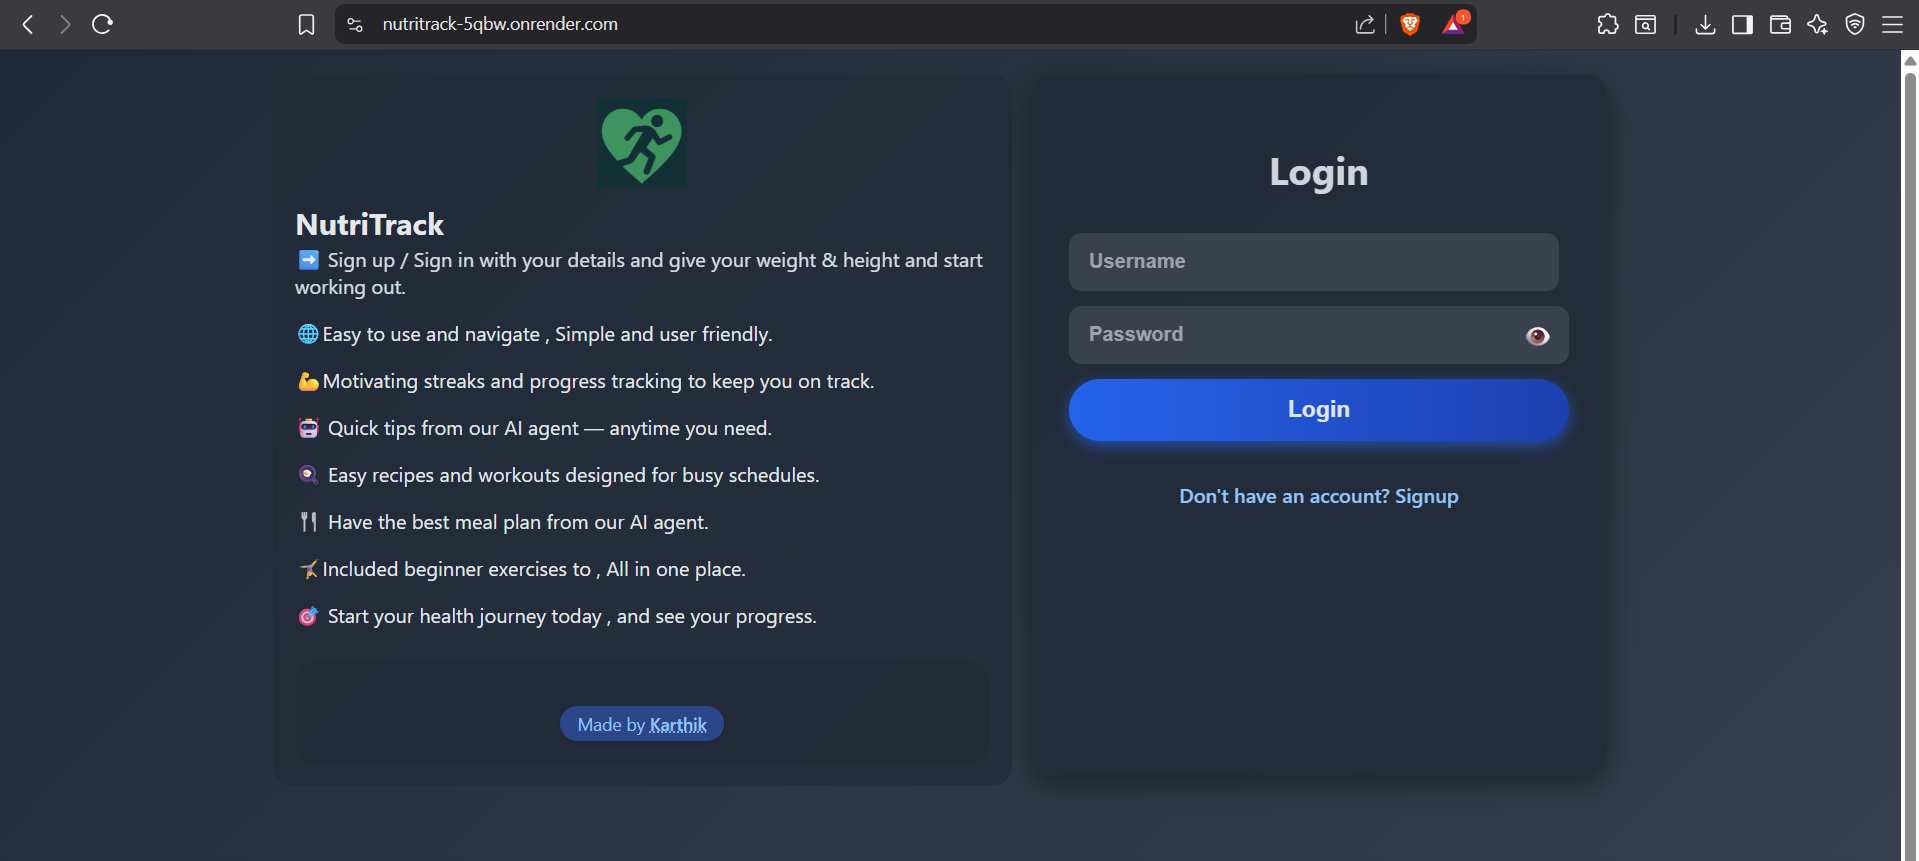 nutritrack-5qbw.onrender.com
1
NutriTrack
➡️ Sign up / Sign in with your details and give your weight & height and start
working out.
🌐Easy to use and navigate , Simple and user friendly.
💪Motivating streaks and progress tracking to keep you on track.
🤖 Quick tips from our AI agent — anytime you need.
🍳 Easy recipes and workouts designed for busy schedules.
🍴 Have the best meal plan from our AI agent.
🤸Included beginner exercises to , All in one place.
🎯 Start your health journey today , and see your progress.
Made by Karthik
Login
Username
Password
Login
Don't have an account? Signup